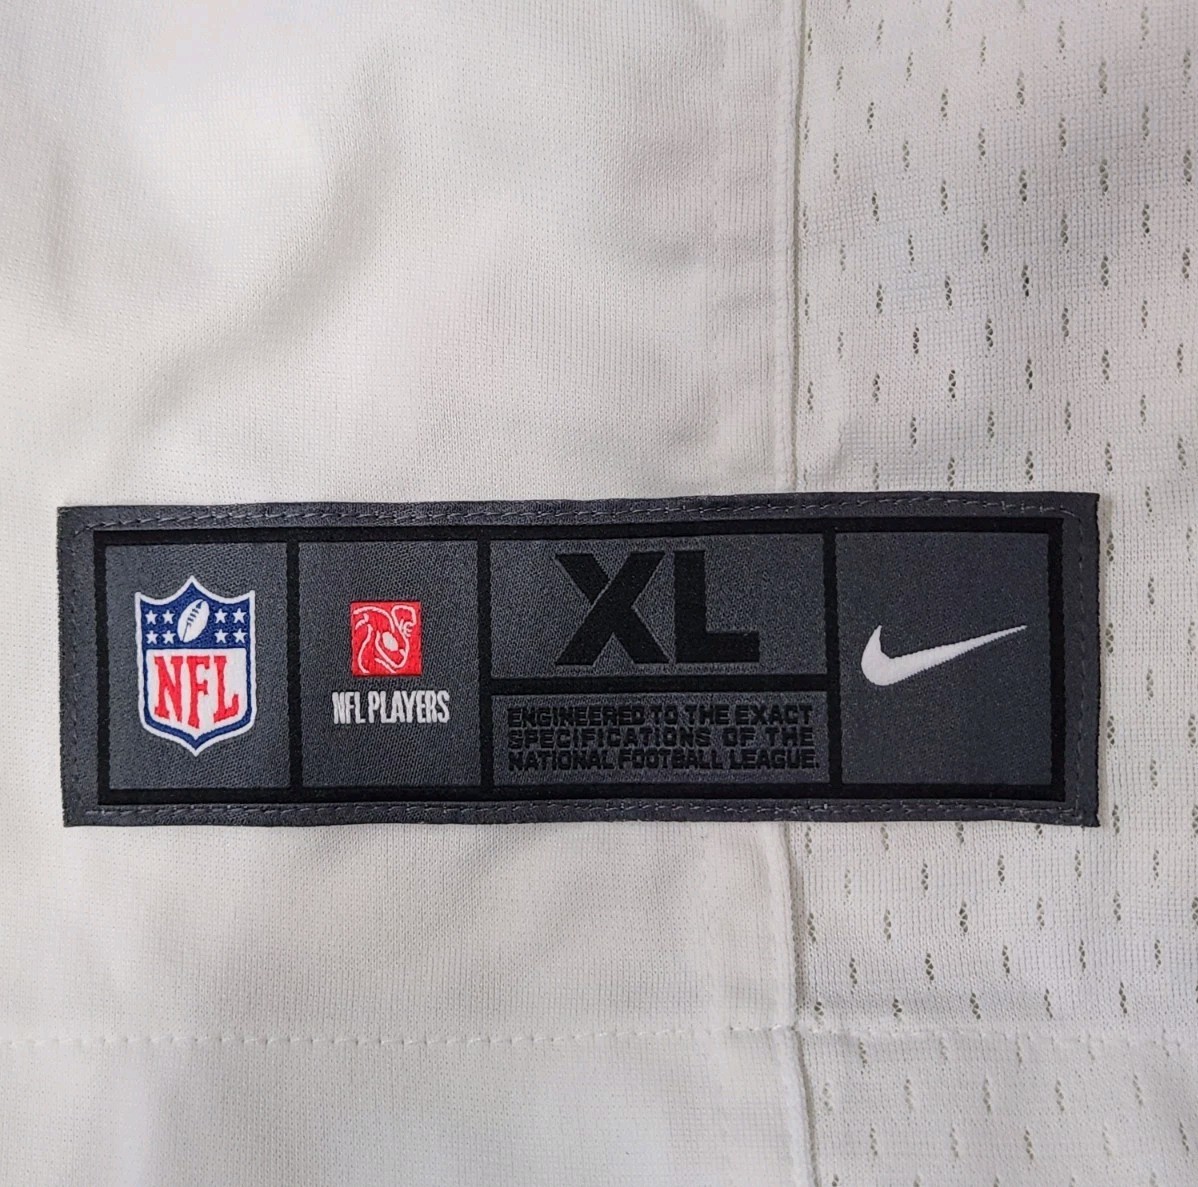 NFL
NFL PLAYERS
XL
ENGINEERED TO THE EXACT
SPECIFICATIONS OF THE
NATIONAL FOOTBALL LEAGUE.